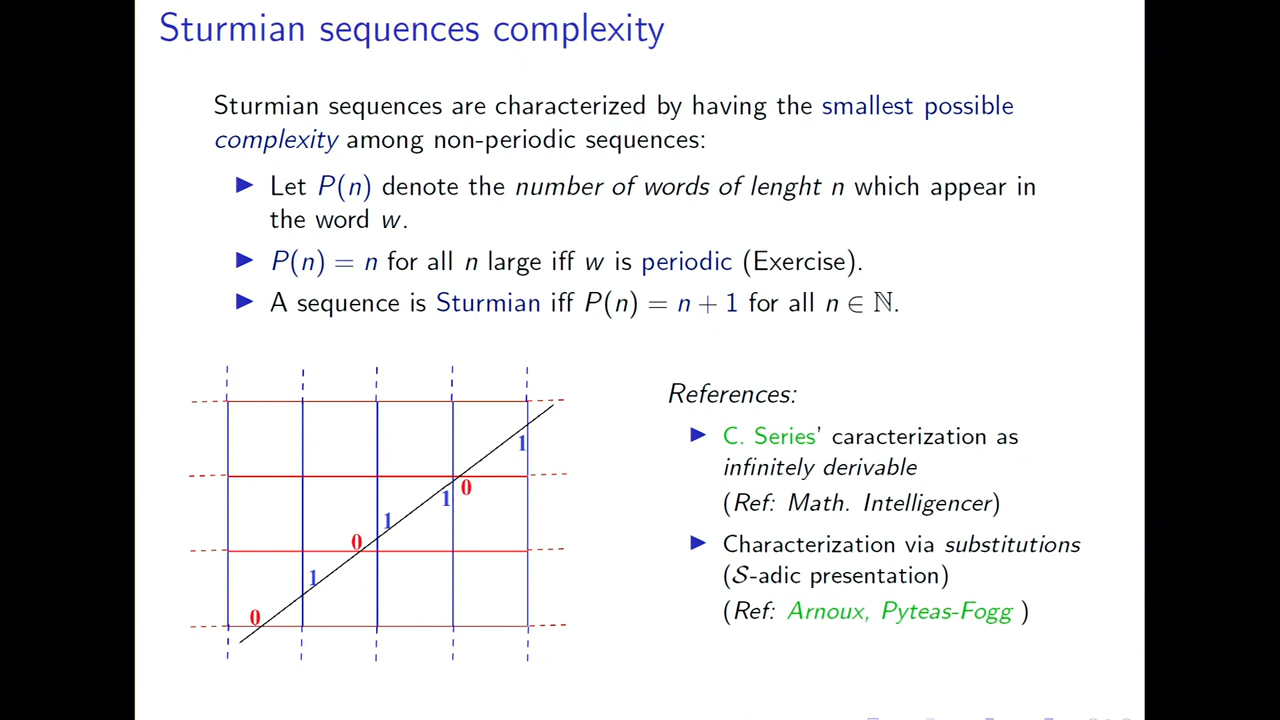 Sturmian sequences complexity
Sturmian sequences are characterized by having the smallest possible
complexity among non-periodic sequences:
▶ Let P(n) denote the number of words of lenght n which appear in
the word w.
▶ P(n) = n for all n large iff w is periodic (Exercise).
▶ A sequence is Sturmian iff P(n) = n + 1 for all n ∈ ℕ.
References:
▶ C. Series' caracterization as
infinitely derivable
(Ref: Math. Intelligencer)
▶ Characterization via substitutions
(S-adic presentation)
(Ref: Arnoux, Pyteas-Fogg )
0
1
0
1
1
0
1